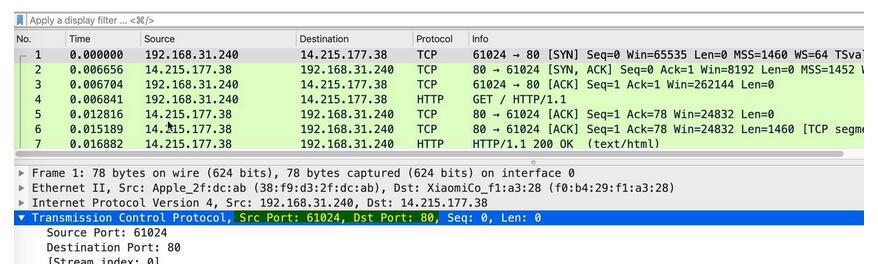 Apply a display filter ... <⌘/>
No. Time Source Destination Protocol Info
1 0.000000 192.168.31.240 14.215.177.38 TCP 61024 → 80 [SYN] Seq=0 Win=65535 Len=0 MSS=1460 WS=64 TSva
2 0.006656 14.215.177.38 192.168.31.240 TCP 80 → 61024 [SYN, ACK] Seq=0 Ack=1 Win=8192 Len=0 MSS=1452 W
3 0.006704 192.168.31.240 14.215.177.38 TCP 61024 → 80 [ACK] Seq=1 Ack=1 Win=262144 Len=0
4 0.006841 192.168.31.240 14.215.177.38 HTTP GET / HTTP/1.1
5 0.012816 14.215.177.38 192.168.31.240 TCP 80 → 61024 [ACK] Seq=1 Ack=78 Win=24832 Len=0
6 0.015189 14.215.177.38 192.168.31.240 TCP 80 → 61024 [ACK] Seq=1 Ack=78 Win=24832 Len=1460 [TCP segme
7 0.016882 14.215.177.38 192.168.31.240 HTTP HTTP/1.1 200 OK (text/html)
Frame 1: 78 bytes on wire (624 bits), 78 bytes captured (624 bits) on interface 0
Ethernet II, Src: Apple_2f:dc:ab (38:f9:d3:2f:dc:ab), Dst: XiaomiCo_f1:a3:28 (f0:b4:29:f1:a3:28)
Internet Protocol Version 4, Src: 192.168.31.240, Dst: 14.215.177.38
Transmission Control Protocol, Src Port: 61024, Dst Port: 80, Seq: 0, Len: 0
Source Port: 61024
Destination Port: 80
[Stream index: 0]